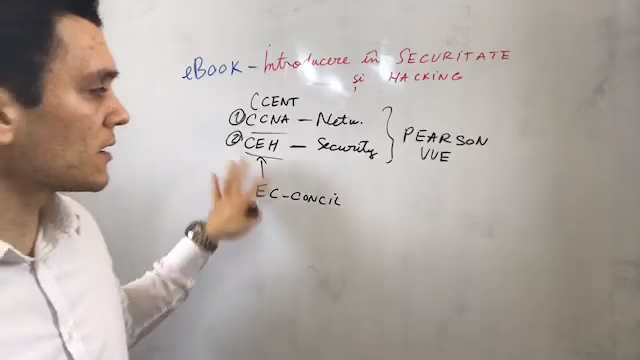 eBOOK - Introducere în SECURITATE
și HACKING
CCENT
① CCNA - Netw.
② CEH - Security
PEARSON
VUE
EC-CONCIL